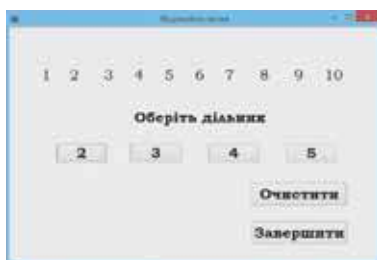 1 2 3 4 5 6 7 8 9 10
Оберіть дільник
2 3 4 5
Очистити
Завершити